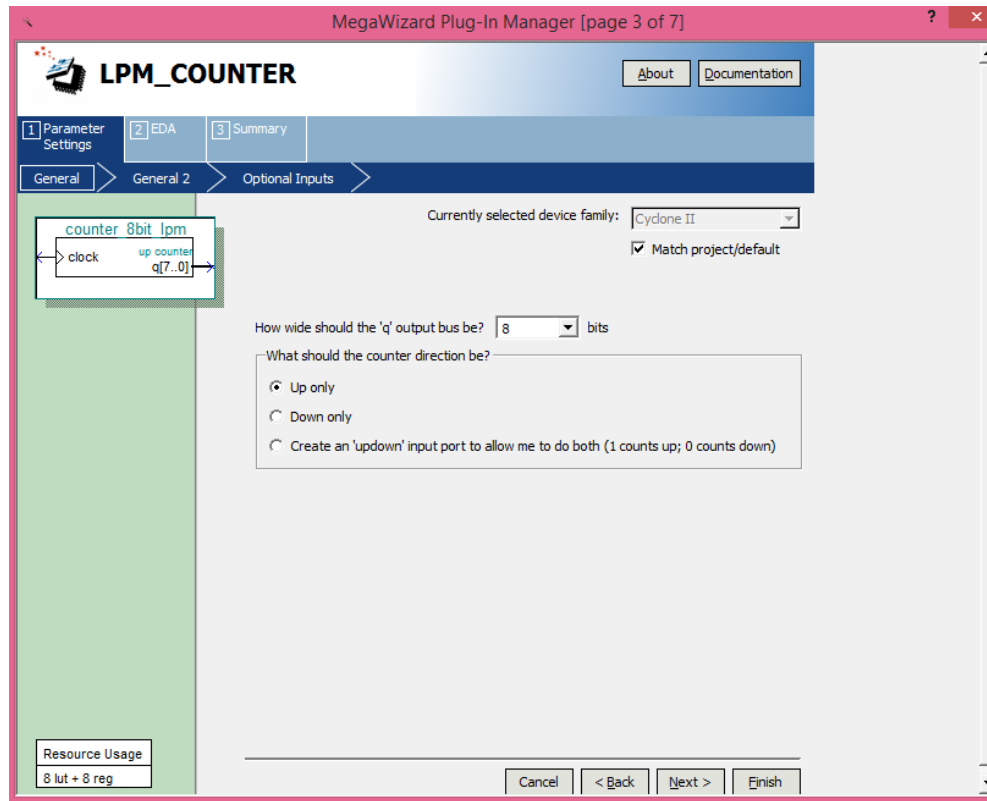 MegaWizard Plug-In Manager [page 3 of 7]
?
LPM_COUNTER
About
Documentation
1 Parameter Settings
2 EDA
3 Summary
General
General 2
Optional Inputs
counter_8bit_lpm
clock
up counter
q[7..0]
Currently selected device family:
Cyclone II
Match project/default
How wide should the 'q' output bus be?
8
bits
What should the counter direction be?
Up only
Down only
Create an 'updown' input port to allow me to do both (1 counts up; 0 counts down)
Resource Usage
8 lut + 8 reg
Cancel
< Back
Next >
Finish